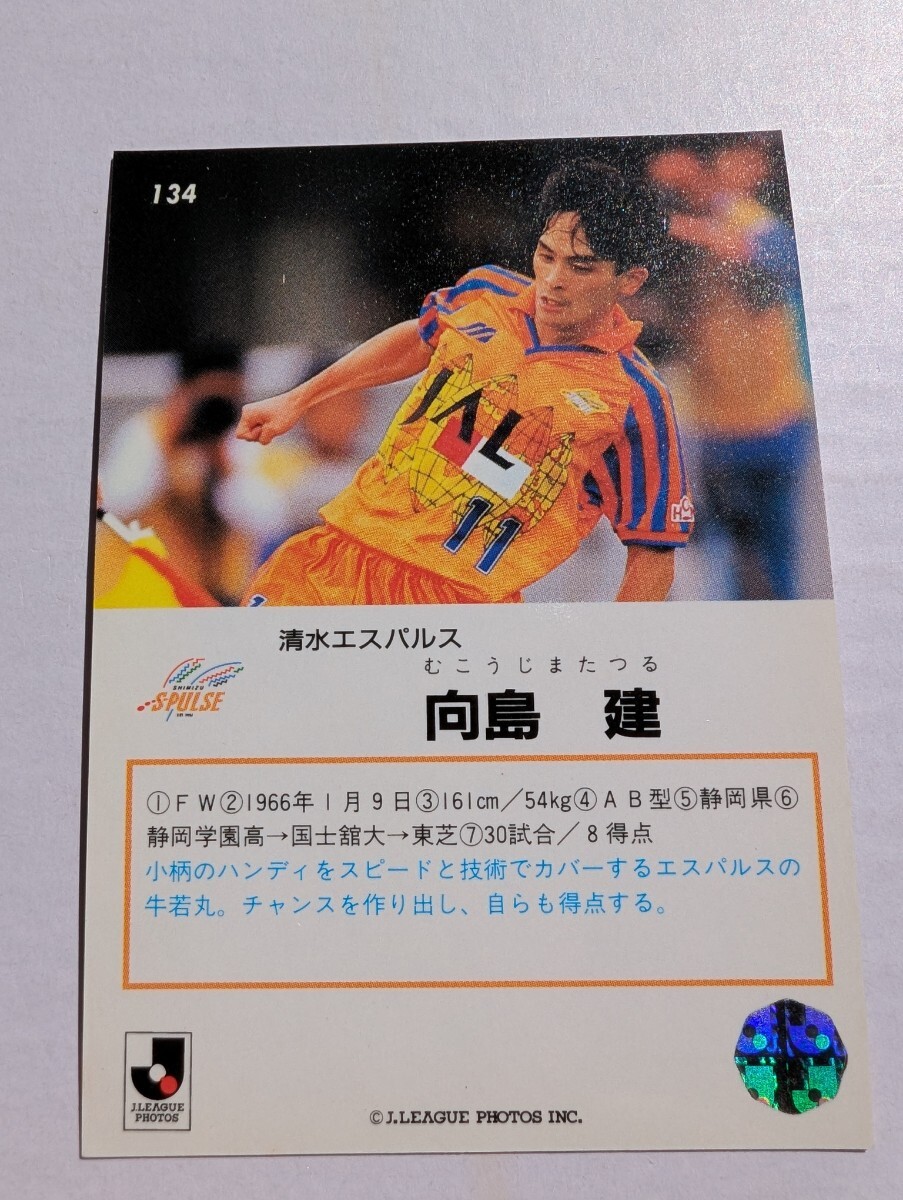 134
JAL
11
清水エスパルス
SHIMIZU
S-PULSE
むこうじまたつる
向島 建
①FW②1966年1月9日③161cm／54kg④AB型⑤静岡県⑥
静岡学園高→国士舘大→東芝⑦30試合／8得点
小柄のハンディをスピードと技術でカバーするエスパルスの
牛若丸。チャンスを作り出し、自らも得点する。
J.LEAGUE
PHOTOS
©J.LEAGUE PHOTOS INC.